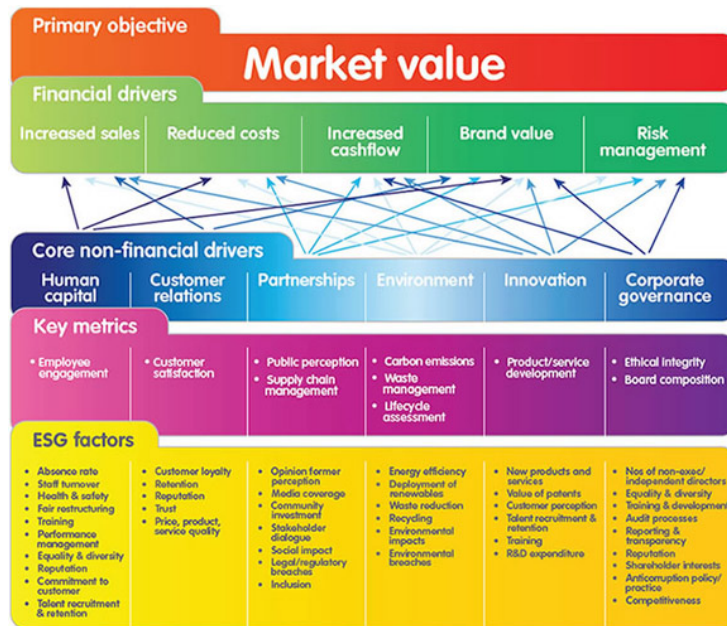 Primary objective
Market value
Financial drivers
Increased sales
Reduced costs
Increased
cashflow
Brand value
Risk
management
Core non-financial drivers
Human
capital
Customer
relations
Partnerships
Environment
Innovation
Corporate
governance
Key metrics
• Employee
engagement
• Customer
satisfaction
• Public perception
• Supply chain
management
• Carbon emissions
• Waste
management
• Lifecycle
assessment
• Product/service
development
• Ethical integrity
• Board composition
ESG factors
• Absence rate
• Staff turnover
• Health & safety
• Fair restructuring
• Training
• Performance
management
• Equality & diversity
• Reputation
• Commitment to
customer
• Talent recruitment
& retention
• Customer loyalty
• Retention
• Reputation
• Trust
• Price, product,
service quality
• Opinion former
perception
• Media coverage
• Community
investment
• Stakeholder
dialogue
• Social impact
• Legal/regulatory
breaches
• Inclusion
• Energy efficiency
• Deployment of
renewables
• Waste reduction
• Recycling
• Environmental
impacts
• Environmental
breaches
• New products and
services
• Value of patents
• Customer perception
• Talent recruitment &
retention
• Training
• R&D expenditure
• Nos of non-exec/
independent directors
• Equality & diversity
• Training & development
• Audit processes
• Reporting &
transparency
• Reputation
• Shareholder interests
• Anticorruption policy/
practice
• Competitiveness